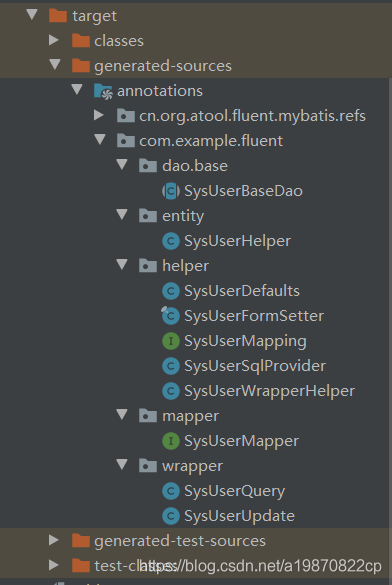 target
classes
generated-sources
annotations
cn.org.atool.fluent.mybatis.refs
com.example.fluent
dao.base
SysUserBaseDao
entity
SysUserHelper
helper
SysUserDefaults
SysUserFormSetter
SysUserMapping
SysUserSqlProvider
SysUserWrapperHelper
mapper
SysUserMapper
wrapper
SysUserQuery
SysUserUpdate
generated-test-sources
test-classes
https://blog.csdn.net/a19870822cp